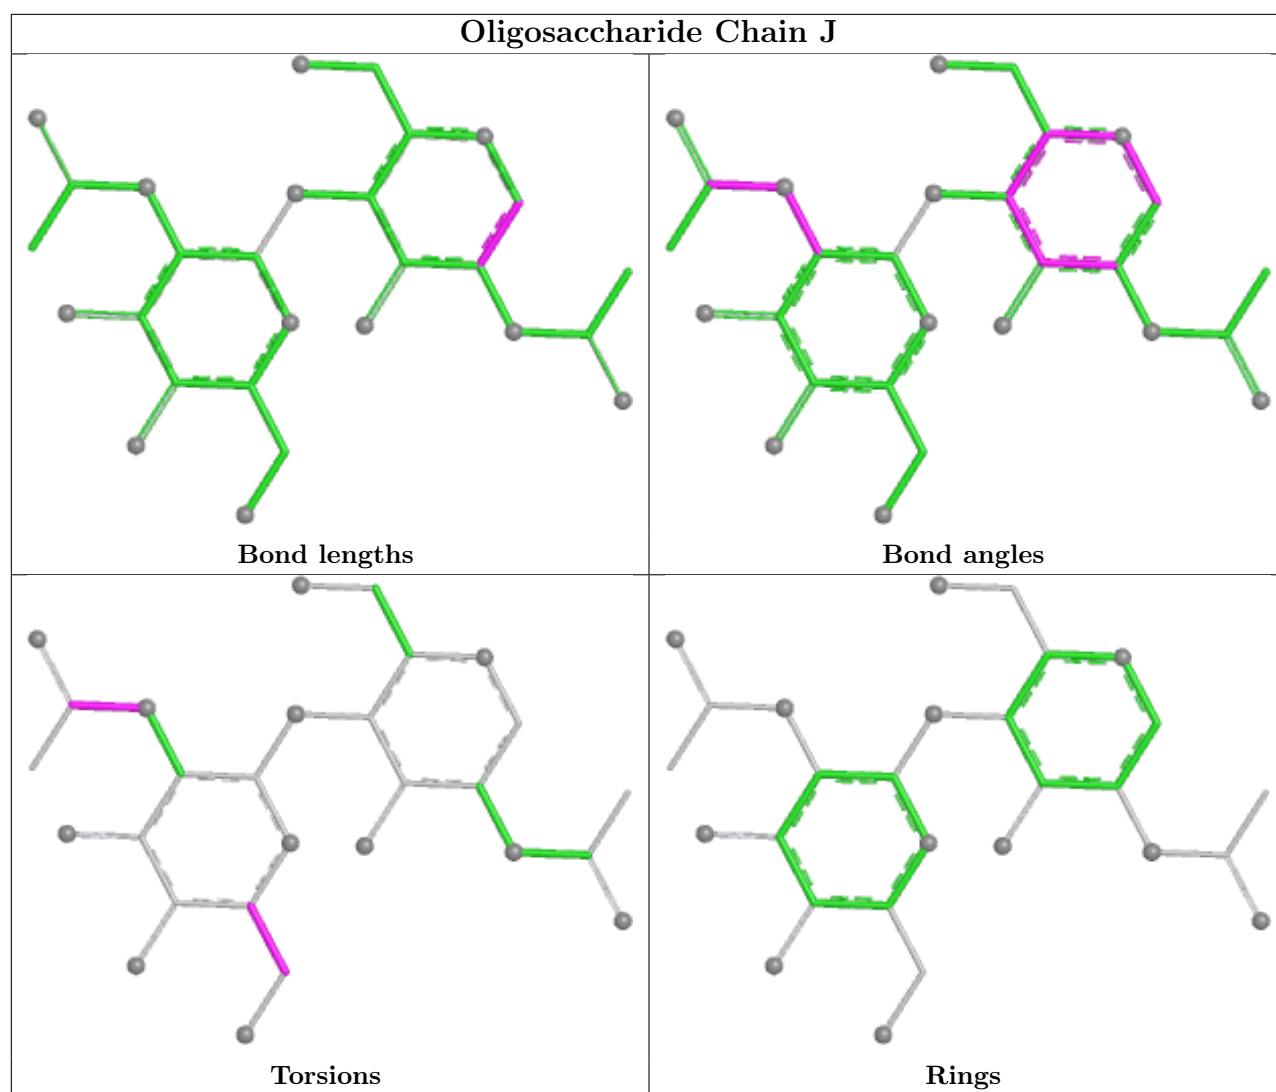 Oligosaccharide Chain J
Bond lengths
Bond angles
Torsions
Rings